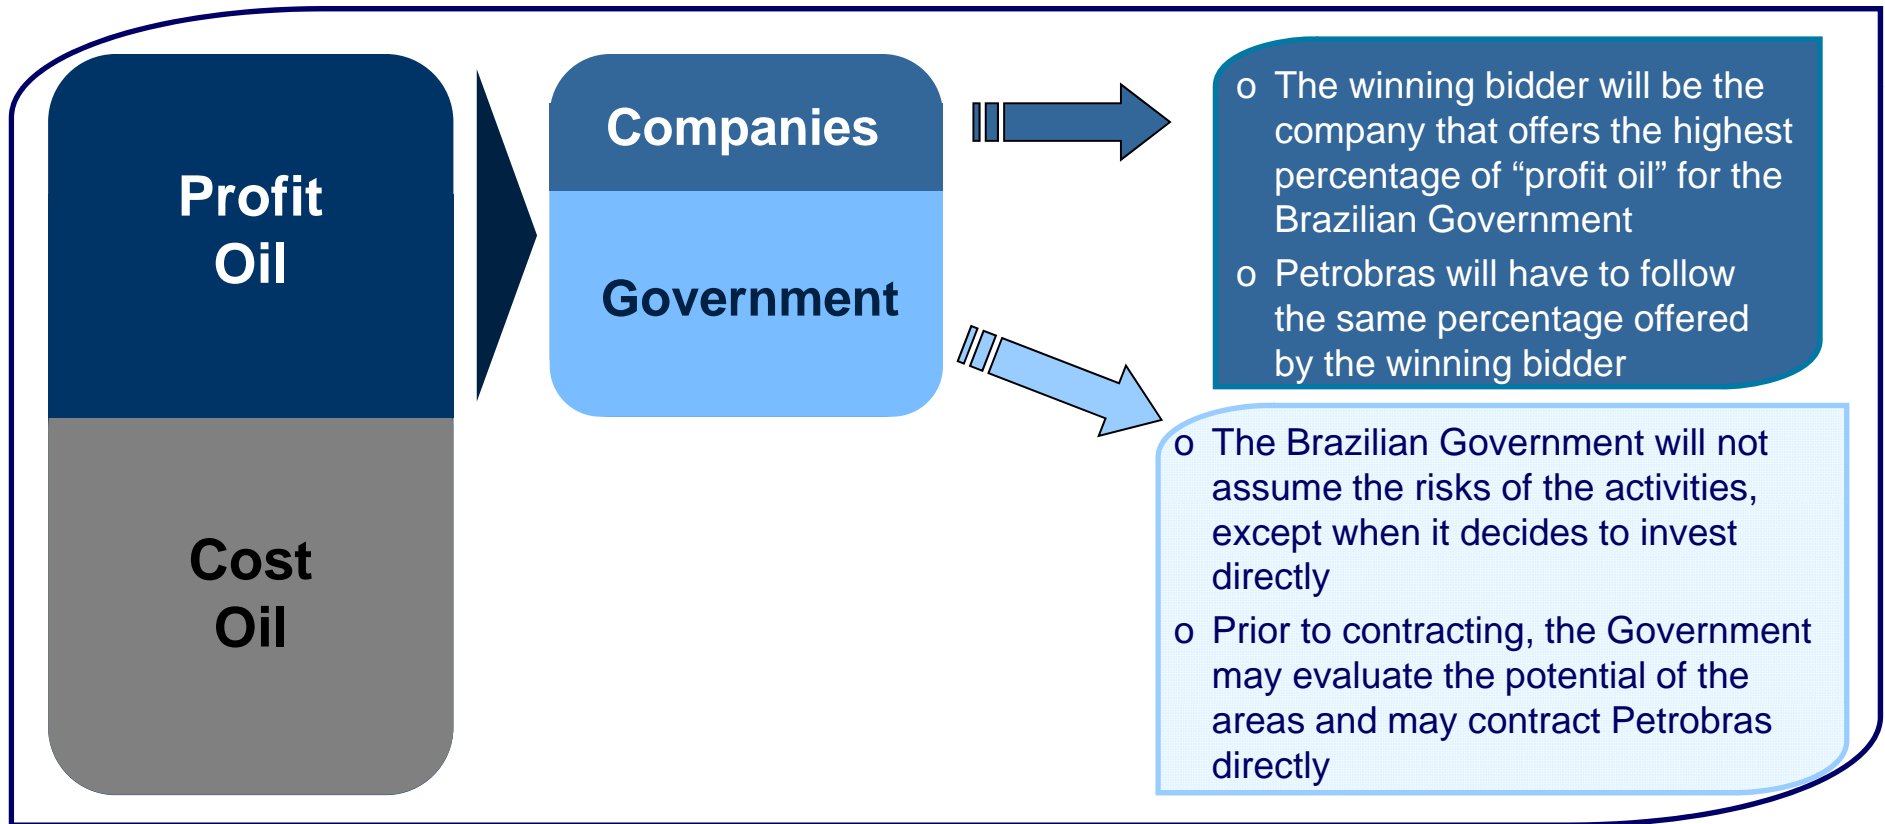 Profit
Oil
Cost
Oil
Companies
Government
o The winning bidder will be the
company that offers the highest
percentage of “profit oil” for the
Brazilian Government
o Petrobras will have to follow
the same percentage offered
by the winning bidder
o The Brazilian Government will not
assume the risks of the activities,
except when it decides to invest
directly
o Prior to contracting, the Government
may evaluate the potential of the
areas and may contract Petrobras
directly